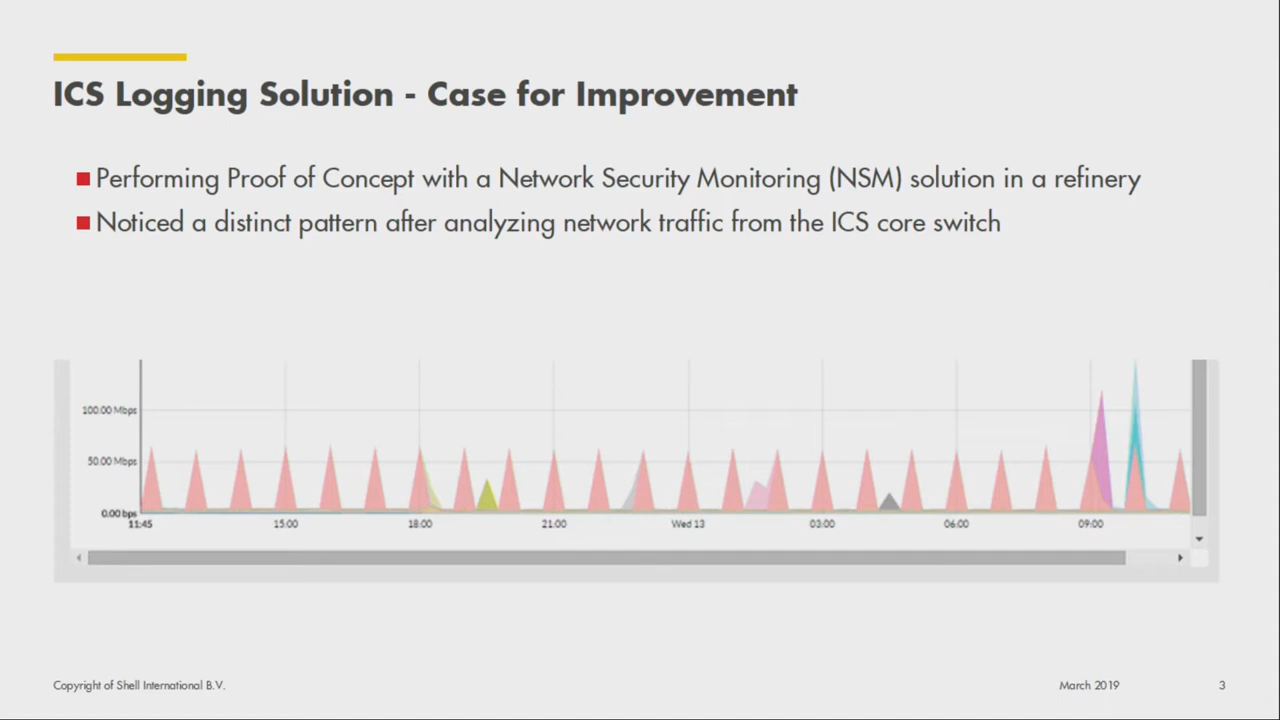 ICS Logging Solution - Case for Improvement
Performing Proof of Concept with a Network Security Monitoring (NSM) solution in a refinery
Noticed a distinct pattern after analyzing network traffic from the ICS core switch
100.00 Mbps
50.00 Mbps
0.00 bps
11:45 15:00 18:00 21:00 Wed 13 03:00 06:00 09:00
Copyright of Shell International B.V. March 2019 3